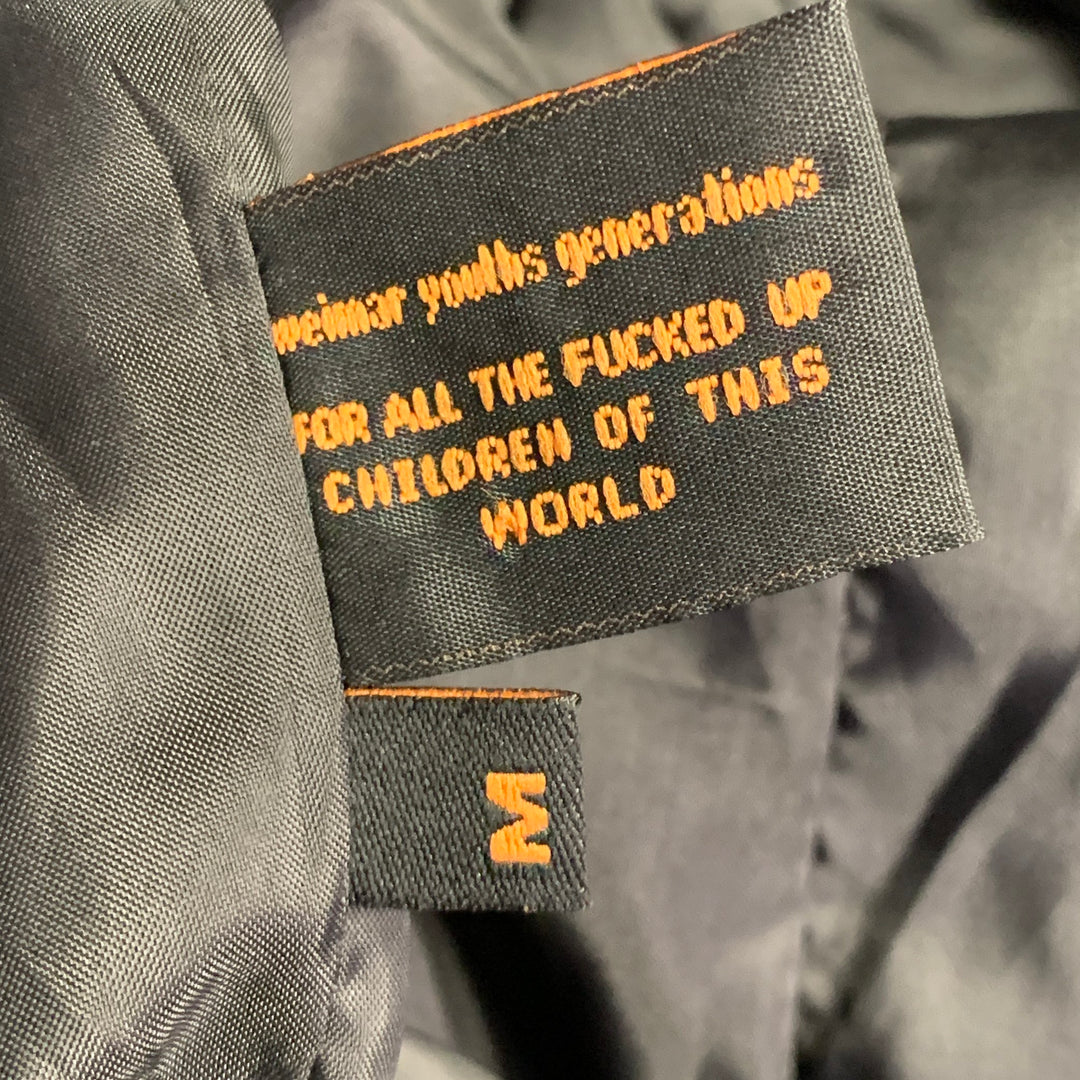 weimar youths generations
FOR ALL THE FUCKED UP
CHILDREN OF THIS
WORLD
M